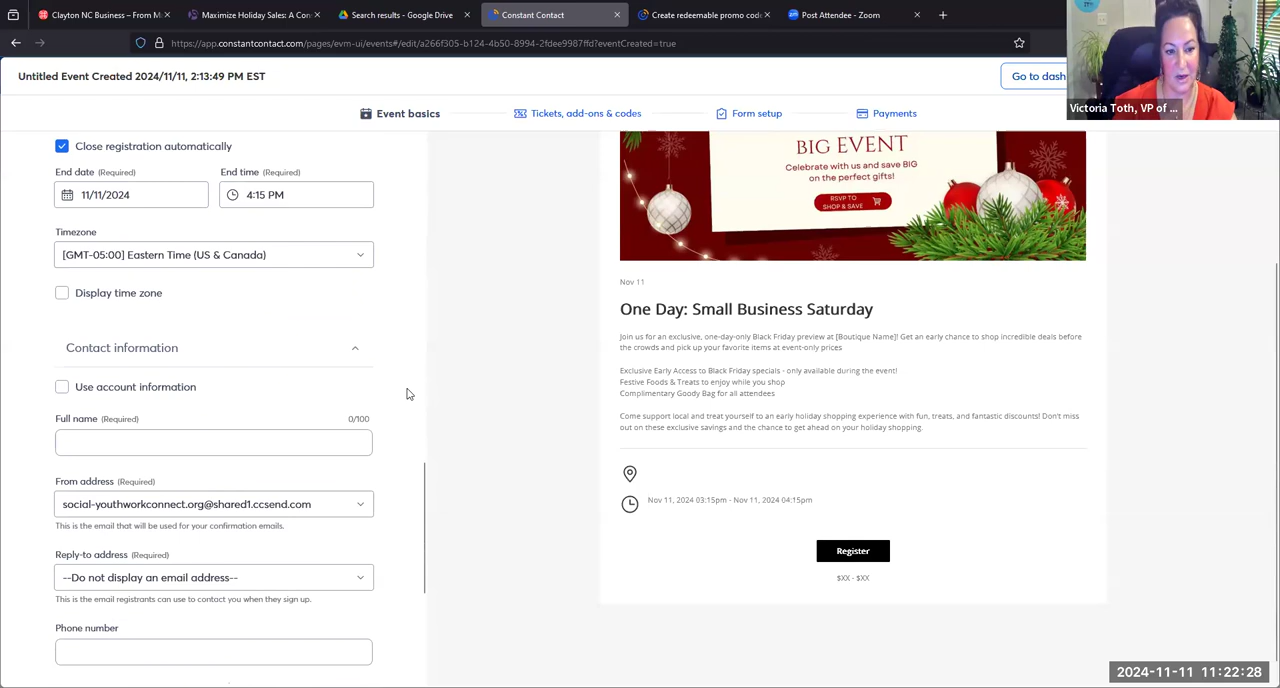 Clayton NC Business – From M
Maximize Holiday Sales: A Con
Search results - Google Drive
Constant Contact
Create redeemable promo code
Post Attendee - Zoom
https://app.constantcontact.com/pages/evm-ui/events#/edit/a266f305-b124-4b50-8994-2fdee9987ffd?eventCreated=true
Untitled Event Created 2024/11/11, 2:13:49 PM EST
Go to dash
Victoria Toth, VP of ...
Event basics
Tickets, add-ons & codes
Form setup
Payments
Close registration automatically
End date (Required)
End time (Required)
11/11/2024
4:15 PM
Timezone
[GMT-05:00] Eastern Time (US & Canada)
Display time zone
Contact information
Use account information
Full name (Required)
0/100
From address (Required)
social-youthworkconnect.org@shared1.ccsend.com
This is the email that will be used for your confirmation emails.
Reply-to address (Required)
--Do not display an email address--
This is the email registrants can use to contact you when they sign up.
Phone number
BIG EVENT
Celebrate with us and save BIG
on the perfect gifts!
RSVP TO
SHOP & SAVE
Nov 11
One Day: Small Business Saturday
Join us for an exclusive, one-day-only Black Friday preview at [Boutique Name]! Get an early chance to shop incredible deals before
the crowds and pick up your favorite items at event-only prices
Exclusive Early Access to Black Friday specials - only available during the event!
Festive Foods & Treats to enjoy while you shop
Complimentary Goody Bag for all attendees
Come support local and treat yourself to an early holiday shopping experience with fun, treats, and fantastic discounts! Don't miss
out on these exclusive savings and the chance to get ahead on your holiday shopping.
Nov 11, 2024 03:15pm - Nov 11, 2024 04:15pm
Register
$XX - $XX
2024-11-11 11:22:28